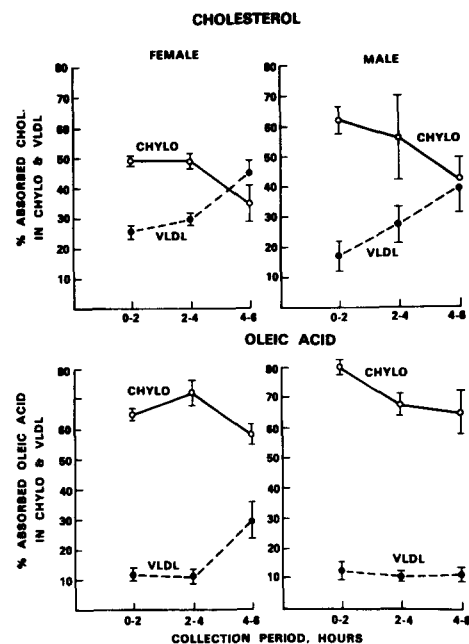 CHOLESTEROL
FEMALE
MALE
% ABSORBED CHOL.
IN CHYLO & VLDL
80
70
60
50
40
30
20
10
CHYLO
VLDL
0-2
2-4
4-6
80
70
60
50
40
30
20
10
CHYLO
VLDL
0-2
2-4
4-6
OLEIC ACID
% ABSORBED OLEIC ACID
IN CHYLO & VLDL
80
70
60
50
40
30
20
10
CHYLO
VLDL
0-2
2-4
4-6
80
70
60
50
40
30
20
10
CHYLO
VLDL
0-2
2-4
4-6
COLLECTION PERIOD, HOURS